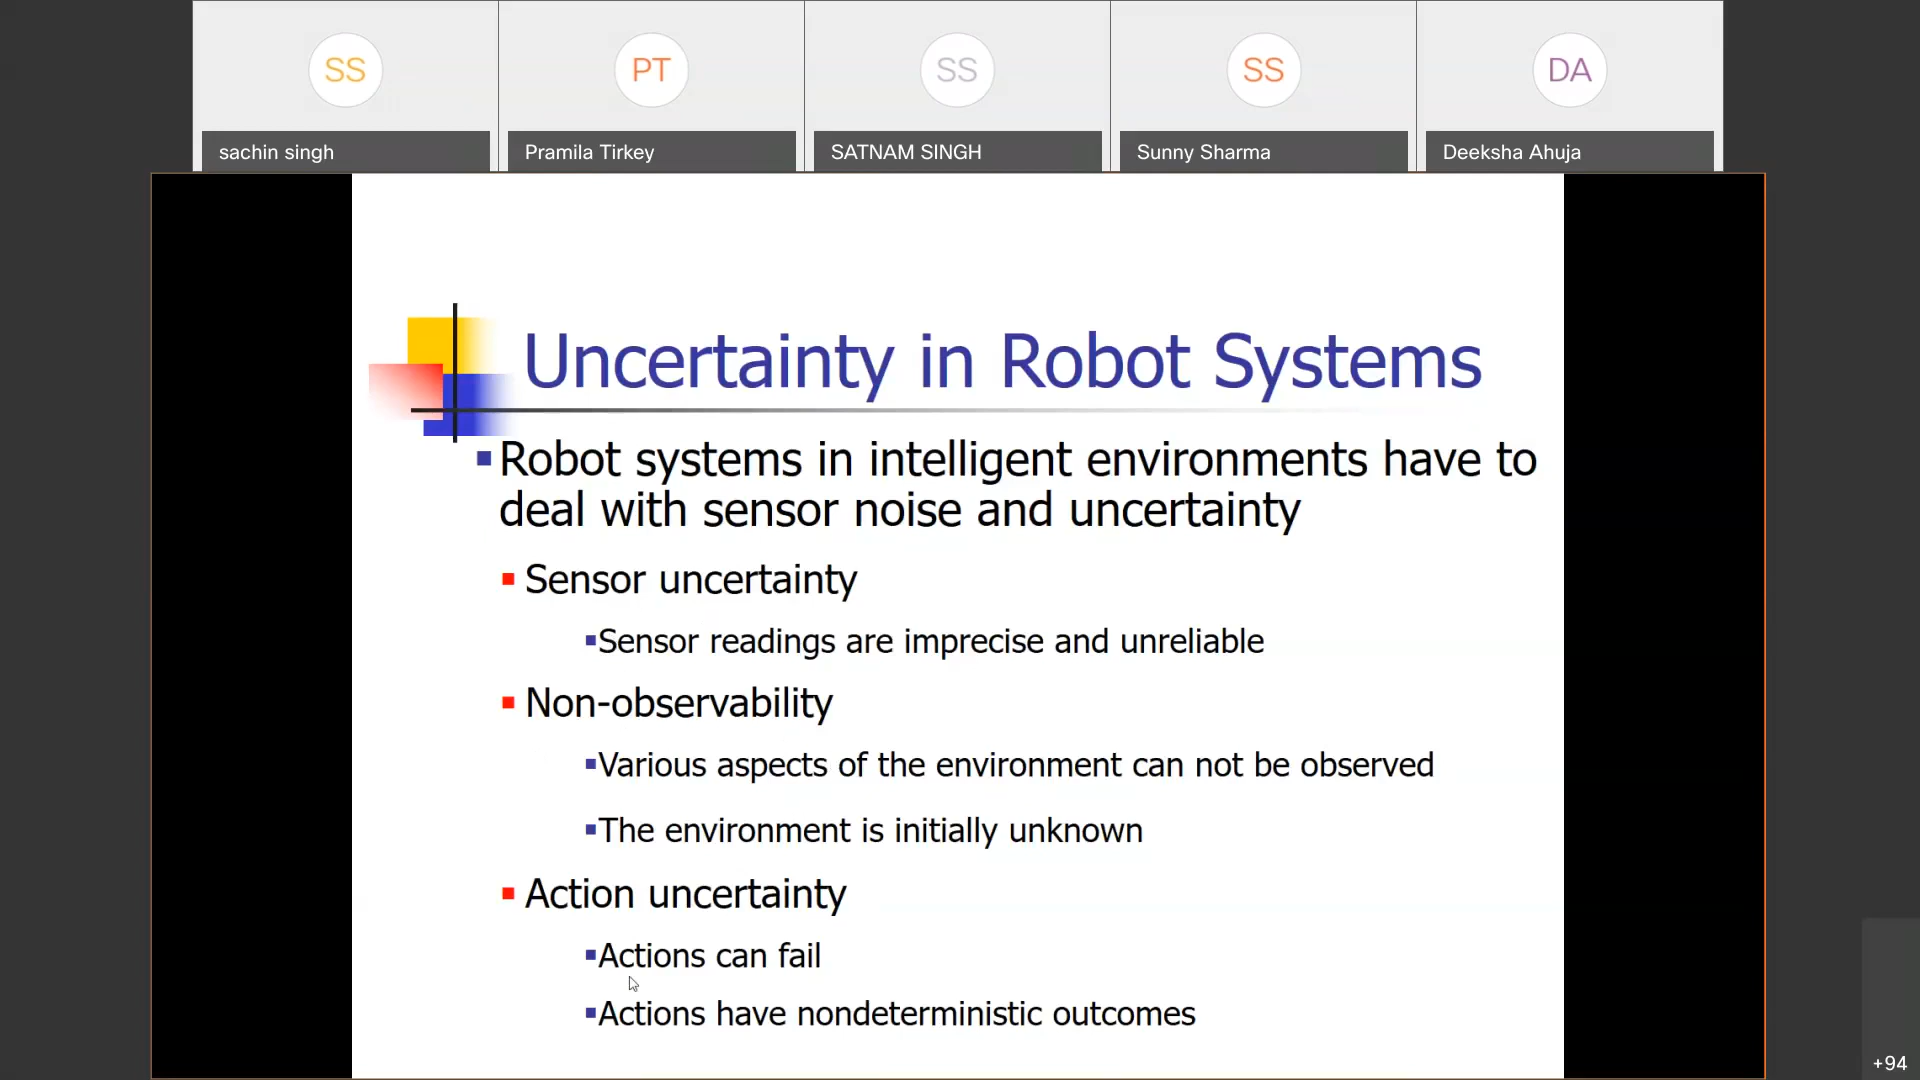 SS PT SS SS DA
sachin singh Pramila Tirkey SATNAM SINGH Sunny Sharma Deeksha Ahuja
Uncertainty in Robot Systems
Robot systems in intelligent environments have to
deal with sensor noise and uncertainty
Sensor uncertainty
Sensor readings are imprecise and unreliable
Non-observability
Various aspects of the environment can not be observed
The environment is initially unknown
Action uncertainty
Actions can fail
Actions have nondeterministic outcomes
+94